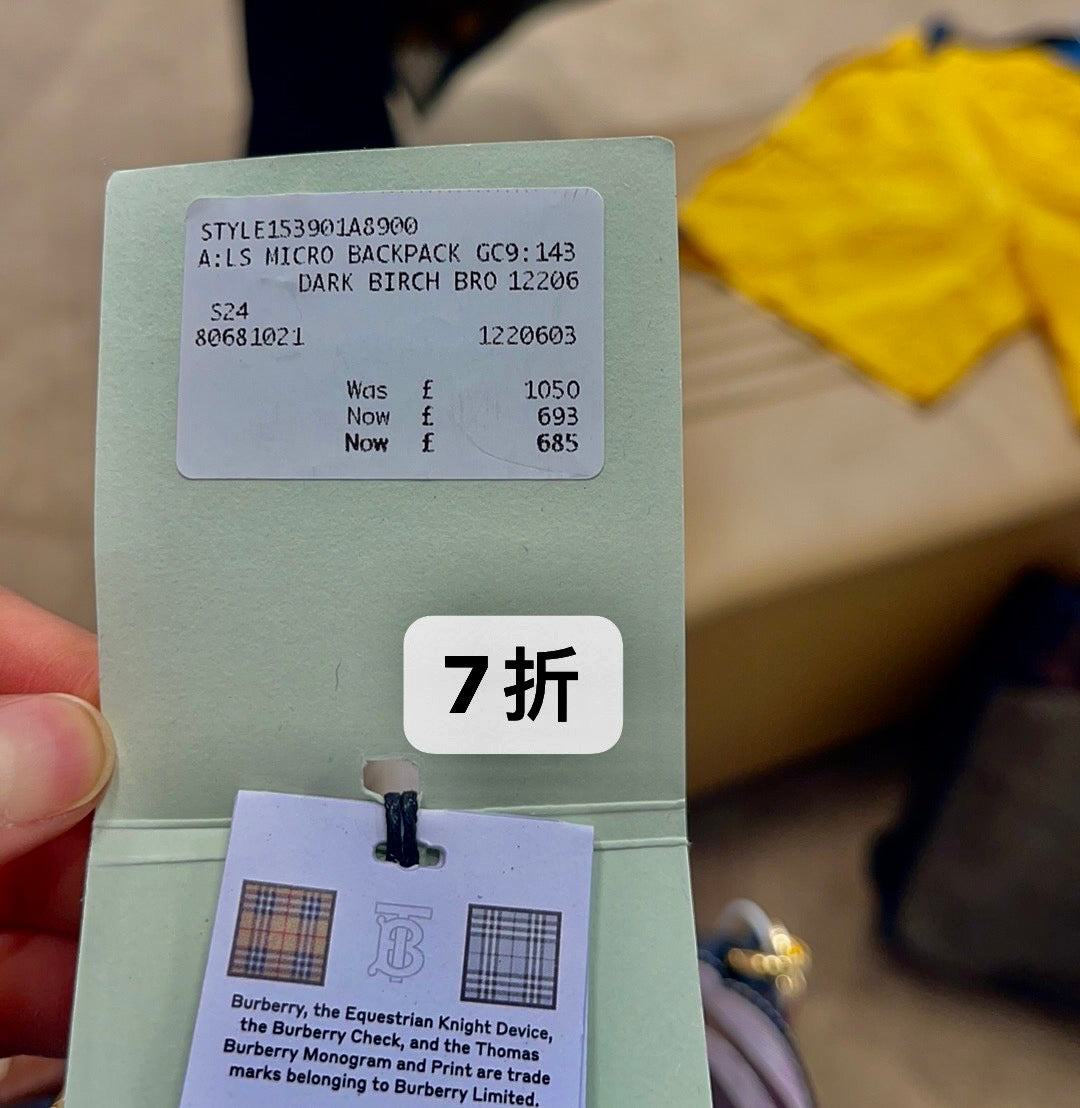 STYLE153901A8900
A:LS MICRO BACKPACK GC9:143
DARK BIRCH BRO 12206
S24
80681021 1220603
Was £ 1050
Now £ 693
Now £ 685
7折
TB
Burberry, the Equestrian Knight Device,
the Burberry Check, and the Thomas
Burberry Monogram and Print are trade
marks belonging to Burberry Limited.